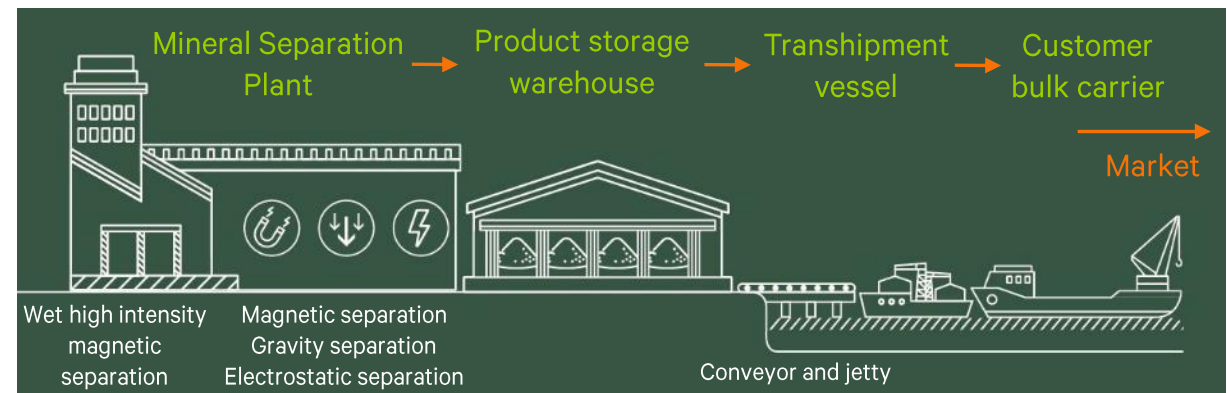 Mineral Separation
Plant
Product storage
warehouse
Transhipment
vessel
Customer
bulk carrier
Market
Wet high intensity
magnetic
separation
Magnetic separation
Gravity separation
Electrostatic separation
Conveyor and jetty